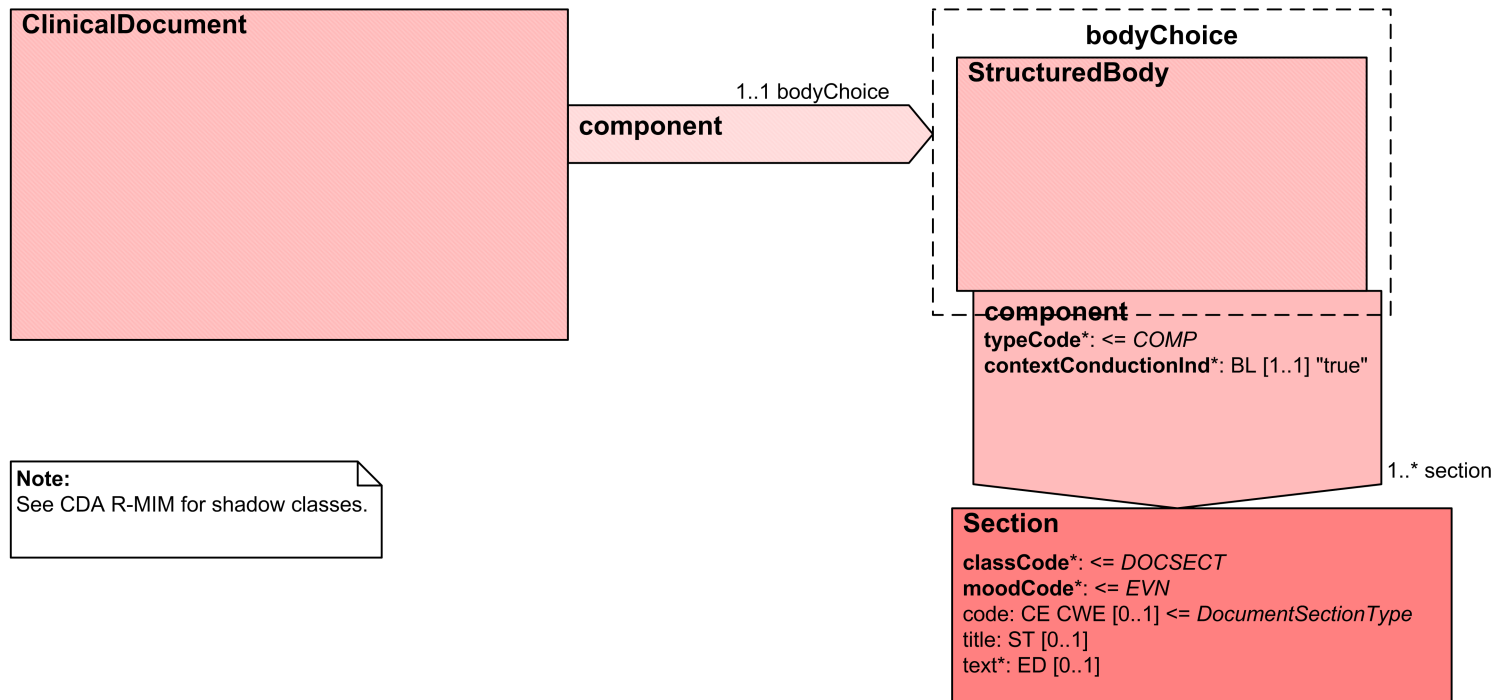 ClinicalDocument
1..1 bodyChoice
component
bodyChoice
StructuredBody
component
typeCode*: <= COMP
contextConductionInd*: BL [1..1] "true"
1..* section
Note:
See CDA R-MIM for shadow classes.
Section
classCode*: <= DOCSECT
moodCode*: <= EVN
code: CE CWE [0..1] <= DocumentSectionType
title: ST [0..1]
text*: ED [0..1]